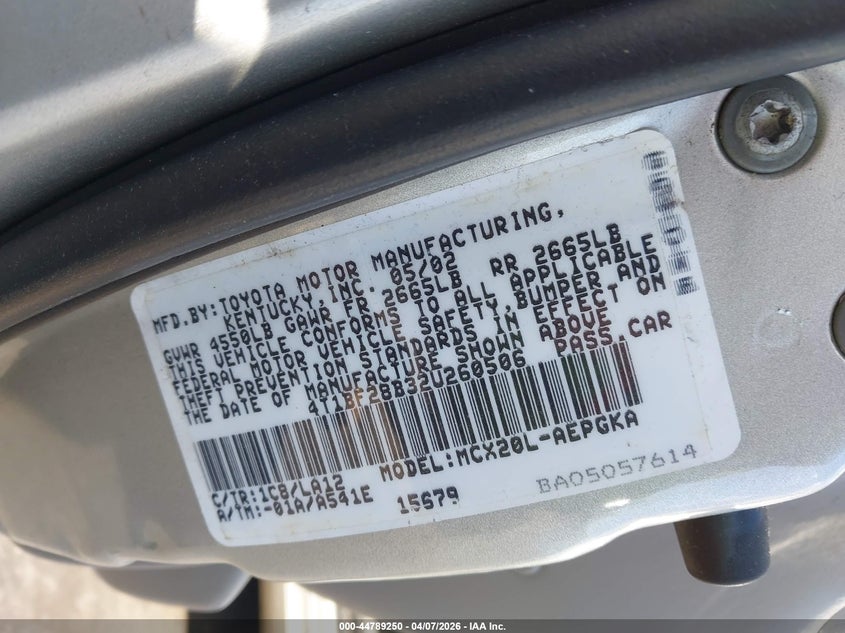 MFD.BY:TOYOTA MOTOR MANUFACTURING,
KENTUCKY,INC. 05/02
GVWR 4550LB GAWR FR 2665LB RR 2665LB
THIS VEHICLE CONFORMS TO ALL APPLICABLE
FEDERAL MOTOR VEHICLE SAFETY,BUMPER AND
THEFT PREVENTION STANDARDS IN EFFECT ON
THE DATE OF MANUFACTURE SHOWN ABOVE
4T1BF28B32U260506 PASS.CAR
C/TR:1C8/LA12 MODEL:MCX20L-AEPGKA
A/TM:-01A/A541E 15679 BA05057614
000-44789250 | 04/07/2026 | IAA Inc.